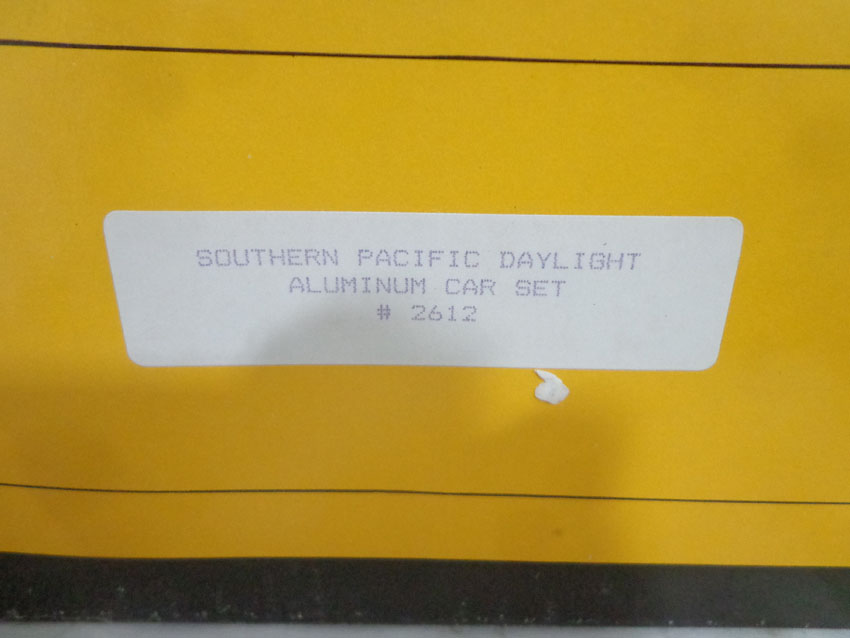 SOUTHERN PACIFIC DAYLIGHT
ALUMINUM CAR SET
# 2612